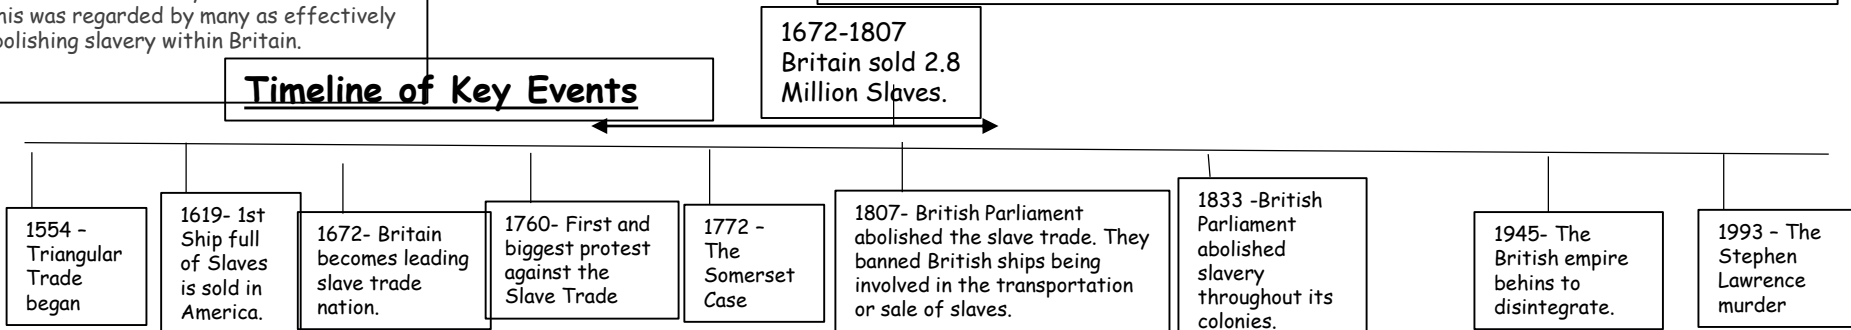 his was regarded by many as effectively
olishing slavery within Britain.
Timeline of Key Events
1672-1807
Britain sold 2.8
Million Slaves.
1554 –
Triangular
Trade
began
1619- 1st
Ship full
of Slaves
is sold in
America.
1672- Britain
becomes leading
slave trade
nation.
1760- First and
biggest protest
against the
Slave Trade
1772 –
The
Somerset
Case
1807- British Parliament
abolished the slave trade. They
banned British ships being
involved in the transportation
or sale of slaves.
1833 -British
Parliament
abolished
slavery
throughout its
colonies.
1945- The
British empire
behins to
disintegrate.
1993 – The
Stephen
Lawrence
murder